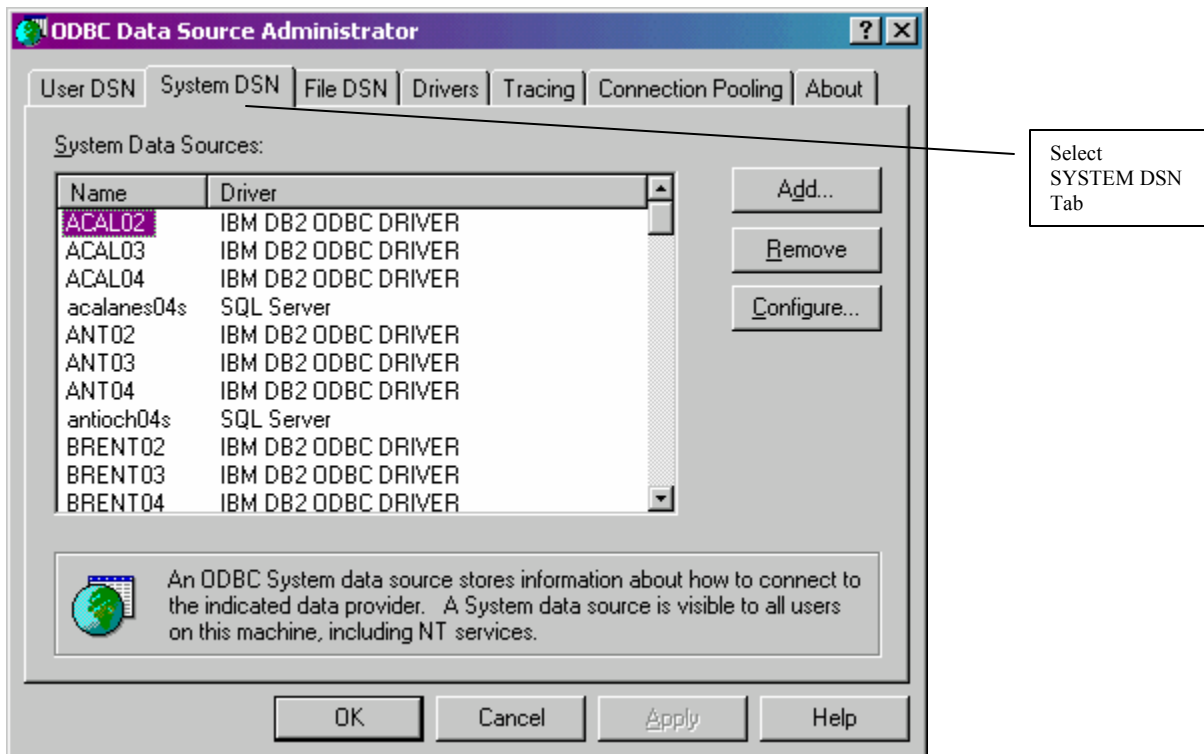 ODBC Data Source Administrator
User DSN System DSN File DSN Drivers Tracing Connection Pooling About
System Data Sources:
Name Driver
ACAL02 IBM DB2 ODBC DRIVER
ACAL03 IBM DB2 ODBC DRIVER
ACAL04 IBM DB2 ODBC DRIVER
acalanes04s SQL Server
ANT02 IBM DB2 ODBC DRIVER
ANT03 IBM DB2 ODBC DRIVER
ANT04 IBM DB2 ODBC DRIVER
antioch04s SQL Server
BRENT02 IBM DB2 ODBC DRIVER
BRENT03 IBM DB2 ODBC DRIVER
BRENT04 IBM DB2 ODBC DRIVER
Add...
Remove
Configure...
An ODBC System data source stores information about how to connect to
the indicated data provider. A System data source is visible to all users
on this machine, including NT services.
OK Cancel Apply Help
Select
SYSTEM DSN
Tab